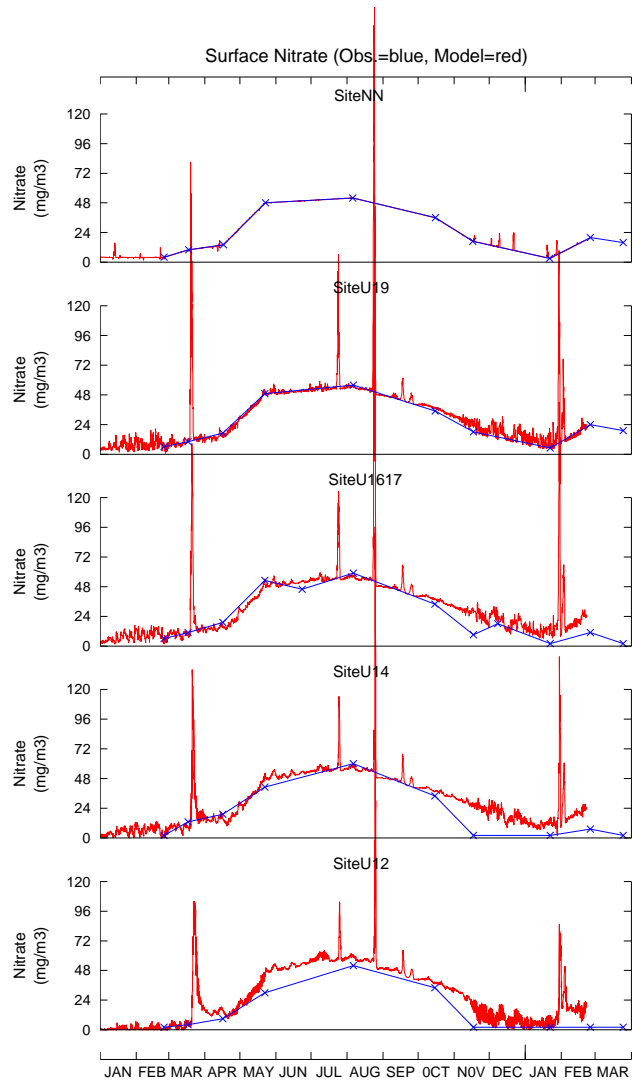 Surface Nitrate (Obs.=blue, Model=red)
SiteNN
120
96
72
48
24
0
Nitrate
(mg/m3)
SiteU19
120
96
72
48
24
0
Nitrate
(mg/m3)
SiteU1617
120
96
72
48
24
0
Nitrate
(mg/m3)
SiteU14
120
96
72
48
24
0
Nitrate
(mg/m3)
SiteU12
120
96
72
48
24
0
Nitrate
(mg/m3)
JAN FEB MAR APR MAY JUN JUL AUG SEP 0CT N0V DEC JAN FEB MAR